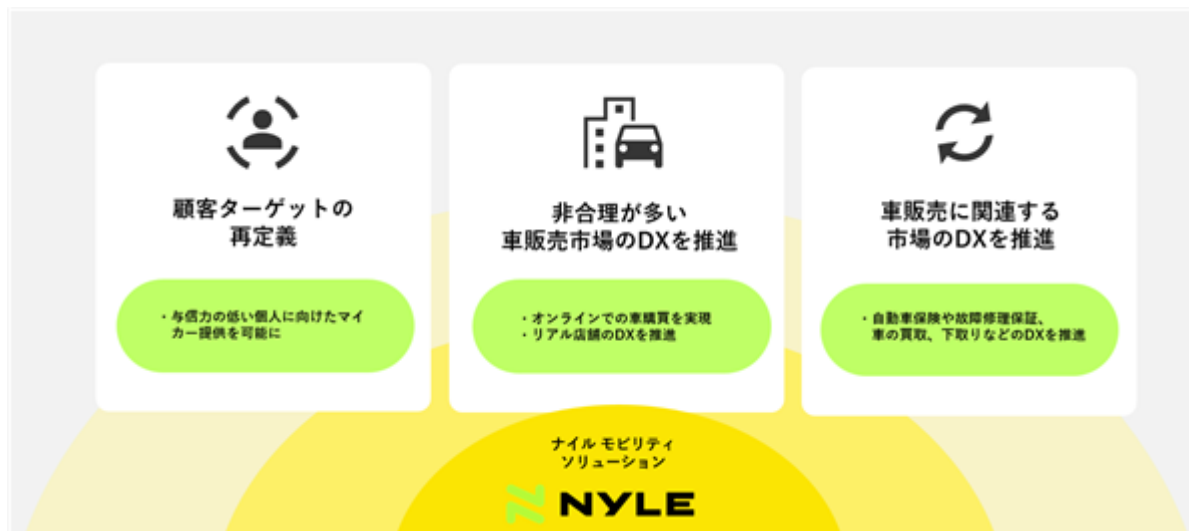 顧客ターゲットの
再定義
・与信力の低い個人に向けたマイ
カー提供を可能に
非合理が多い
車販売市場のDXを推進
・オンラインでの車購買を実現
・リアル店舗のDXを推進
車販売に関連する
市場のDXを推進
・自動車保険や故障修理保証、
車の買取、下取りなどのDXを推進
ナイル モビリティ
ソリューション
NYLE